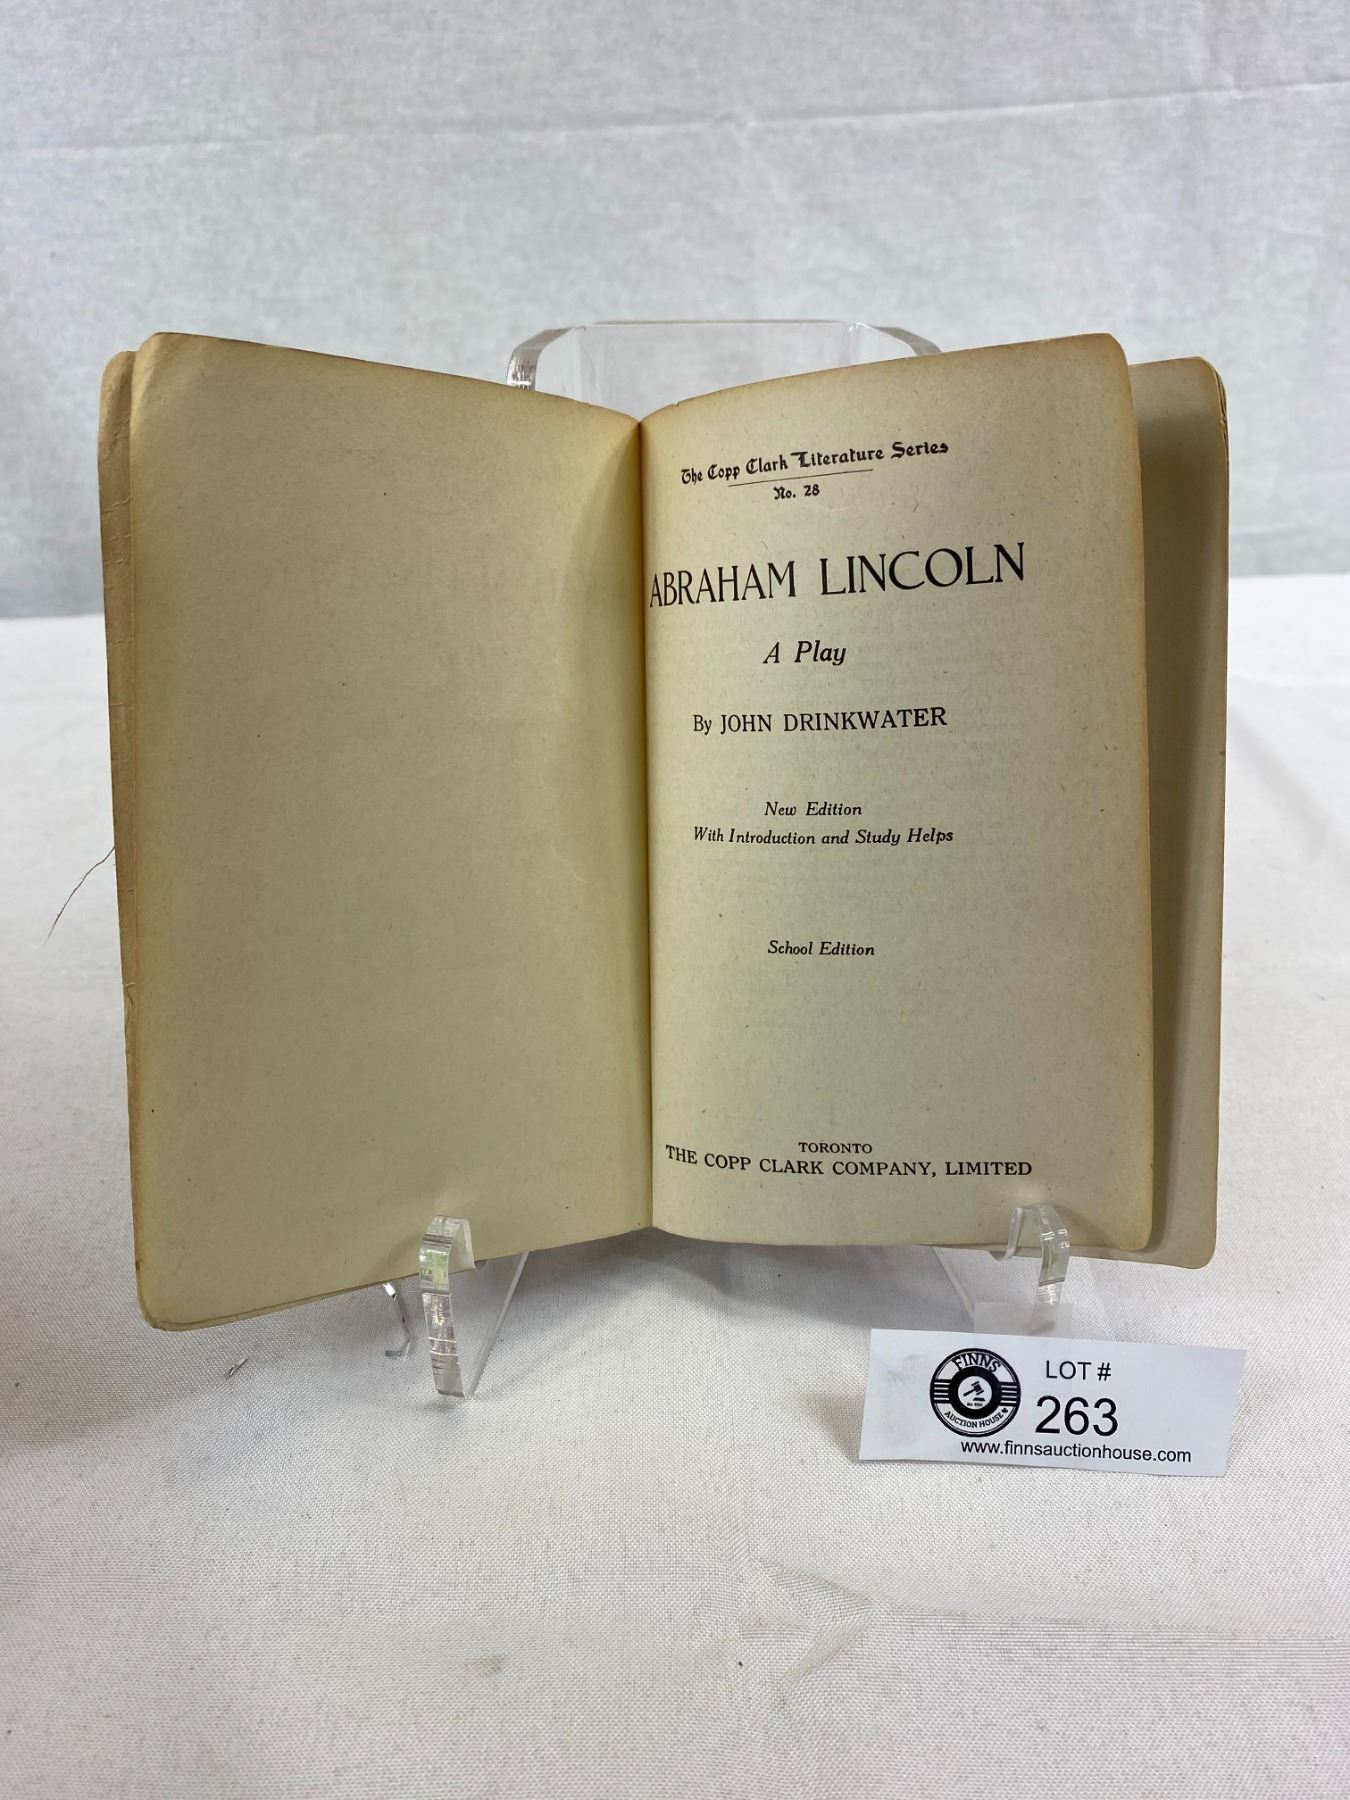 The Copp Clark Literature Series
No. 28
ABRAHAM LINCOLN
A Play
By JOHN DRINKWATER
New Edition
With Introduction and Study Helps
School Edition
TORONTO
THE COPP CLARK COMPANY, LIMITED
FINNS
AUCTION HOUSE
LOT #
263
www.finnsauctionhouse.com